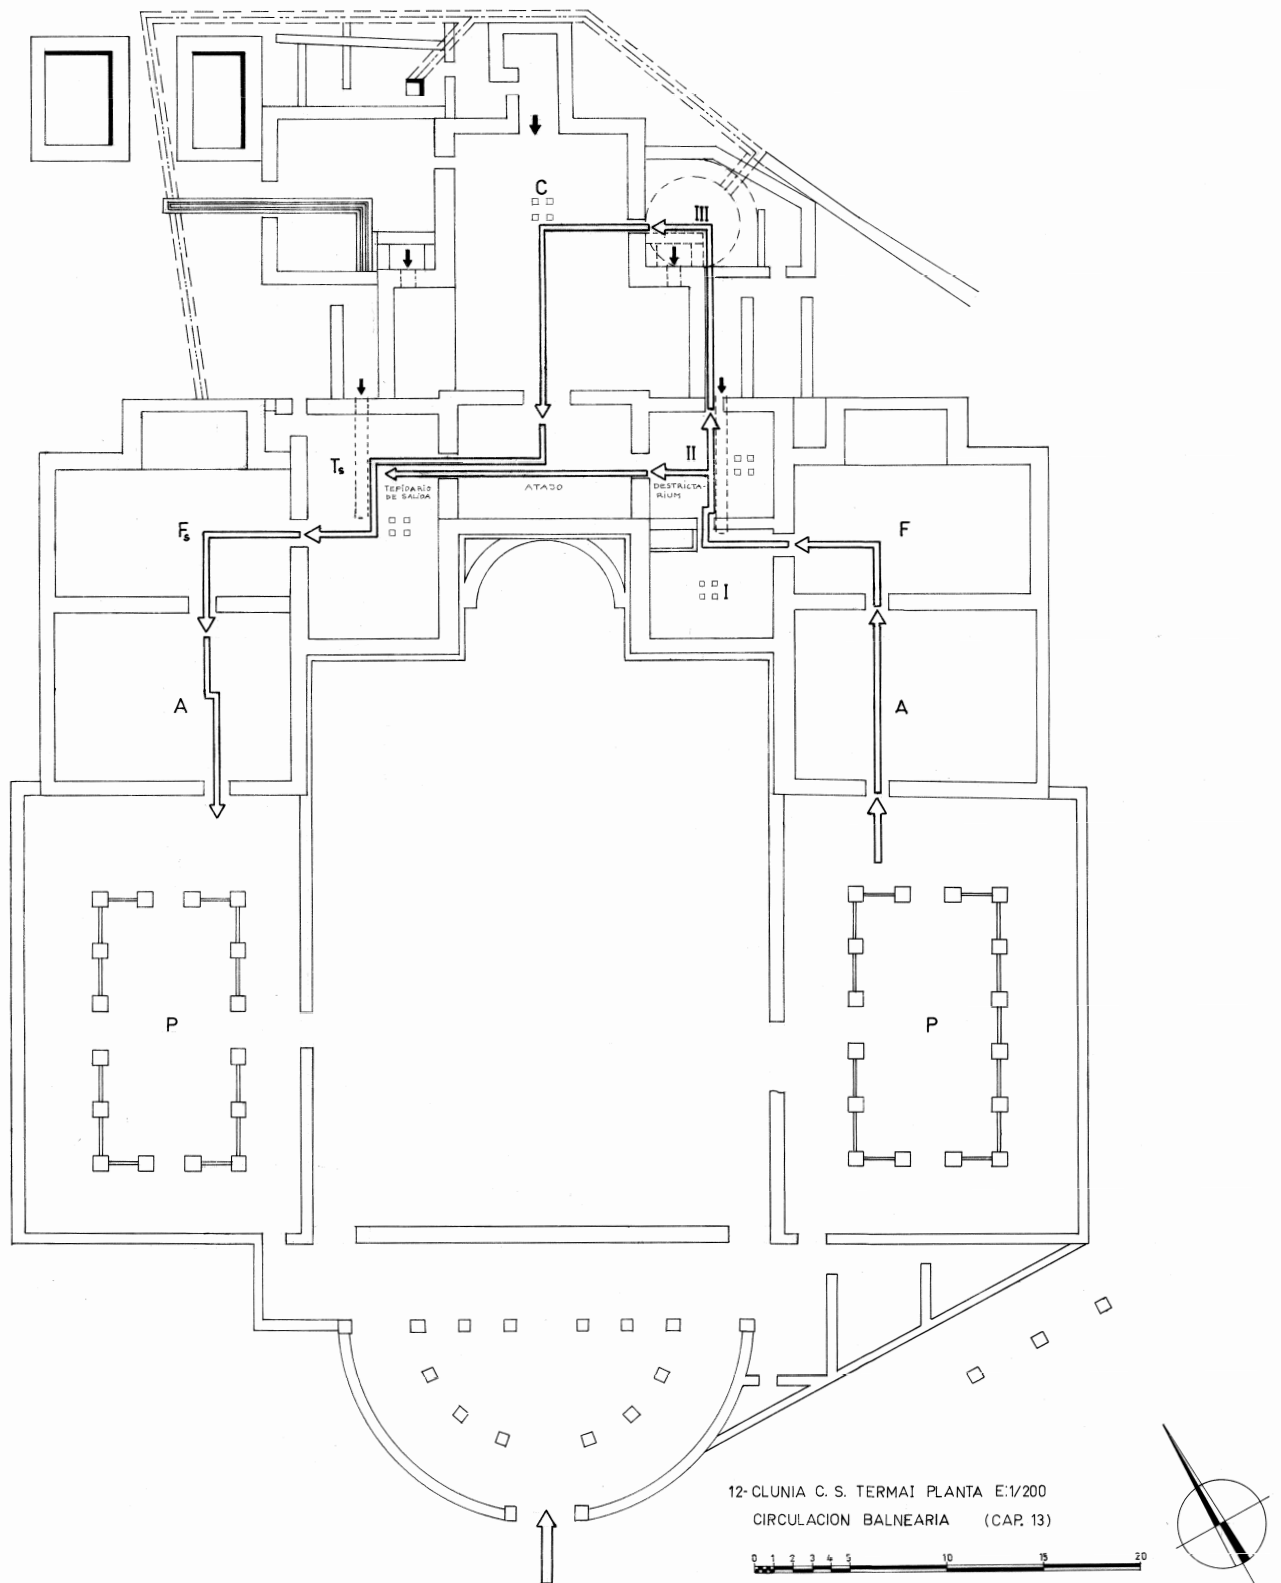 C
III
II
Ts
TEPIDARIO
DE SALIDA
ATAJO
DESTRICTA-
RIUM
Fs
F
I
A
A
P
P
12- CLUNIA C. S. TERMAI PLANTA E:1/200
CIRCULACION BALNEARIA (CAP. 13)
0 1 2 3 4 5 10 15 20